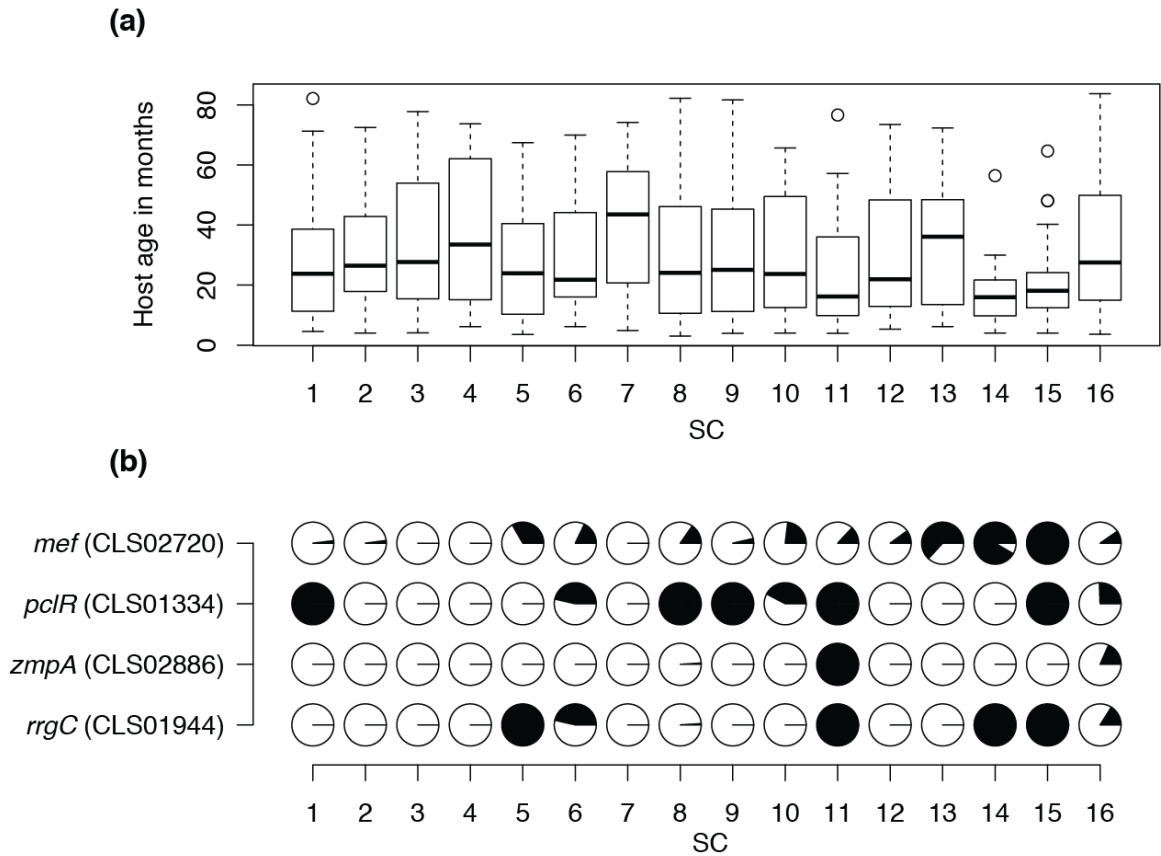 (a)
Host age in months
80
60
40
20
0
1 2 3 4 5 6 7 8 9 10 11 12 13 14 15 16
SC
(b)
mef (CLS02720)
pclR (CLS01334)
zmpA (CLS02886)
rrgC (CLS01944)
1 2 3 4 5 6 7 8 9 10 11 12 13 14 15 16
SC